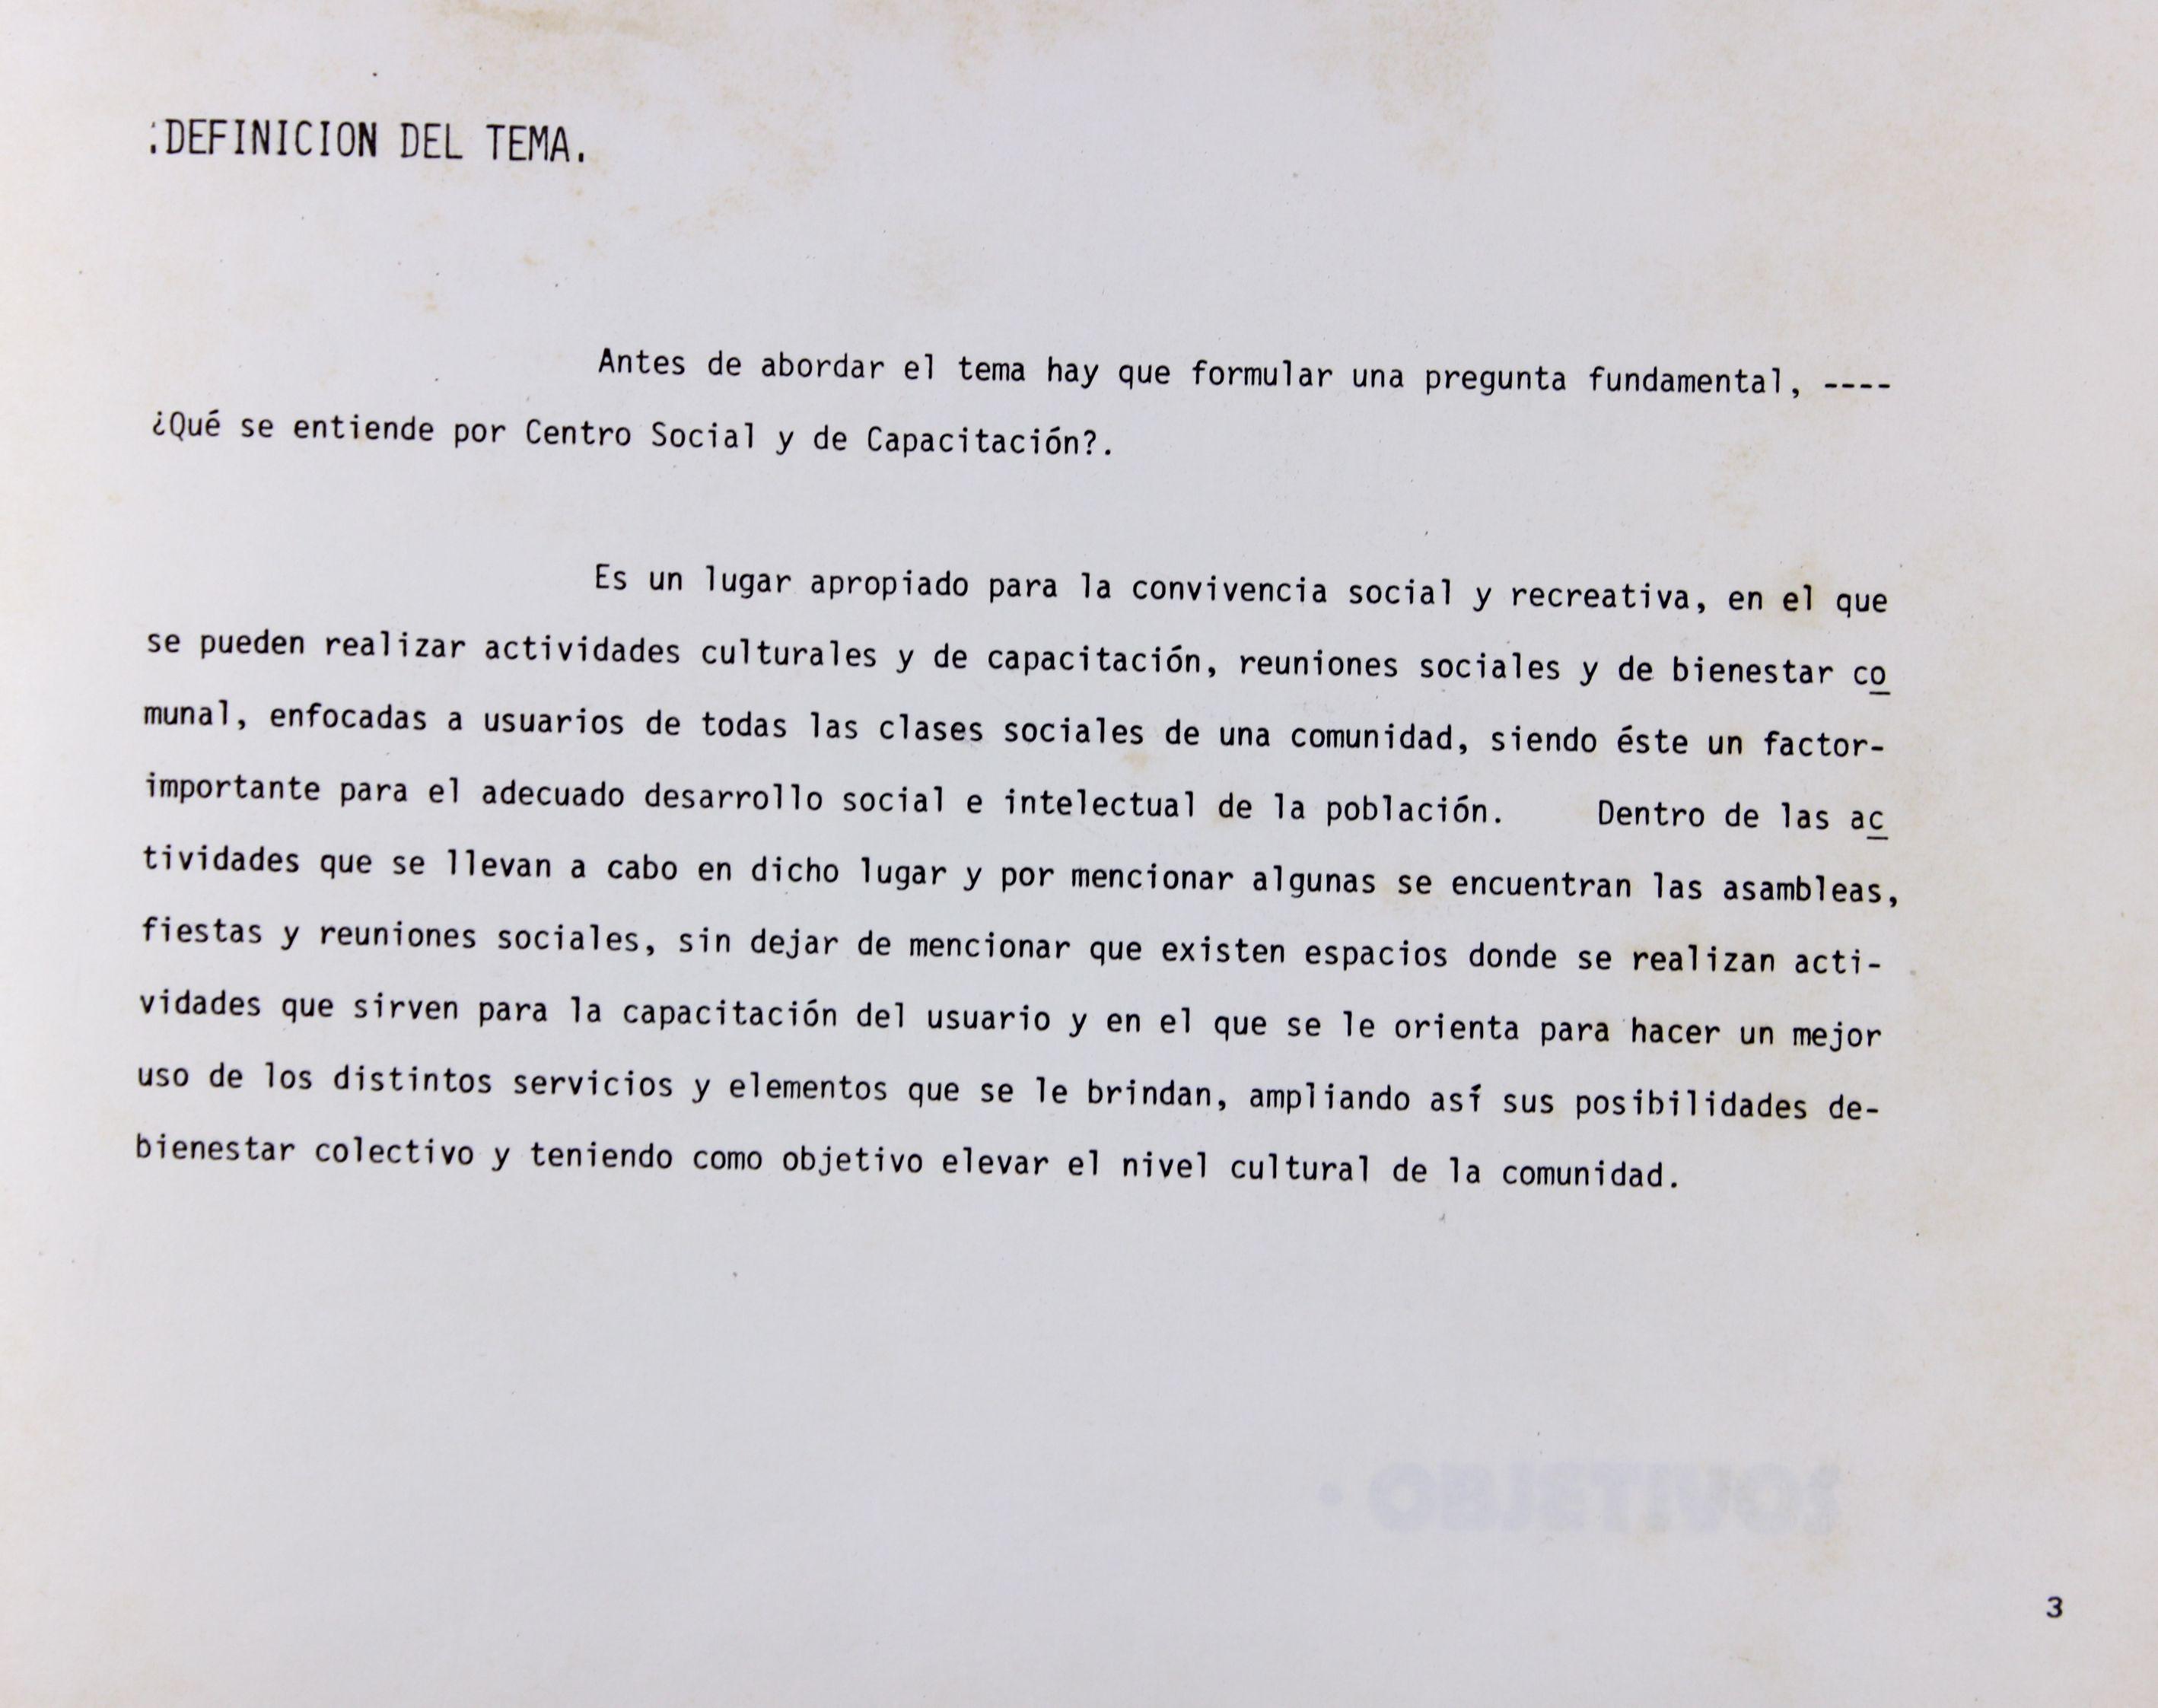 :DEFINICION DEL TEMA.
Antes de abordar el tema hay que formular una pregunta fundamental, ----
¿Qué se entiende por Centro Social y de Capacitación?.
Es un lugar apropiado para la convivencia social y recreativa, en el que
se pueden realizar actividades culturales y de capacitación, reuniones sociales y de bienestar co
munal, enfocadas a usuarios de todas las clases sociales de una comunidad, siendo éste un factor-
importante para el adecuado desarrollo social e intelectual de la población. Dentro de las ac
tividades que se llevan a cabo en dicho lugar y por mencionar algunas se encuentran las asambleas,
fiestas y reuniones sociales, sin dejar de mencionar que existen espacios donde se realizan acti-
vidades que sirven para la capacitación del usuario y en el que se le orienta para hacer un mejor
uso de los distintos servicios y elementos que se le brindan, ampliando así sus posibilidades de-
bienestar colectivo y teniendo como objetivo elevar el nivel cultural de la comunidad.
3